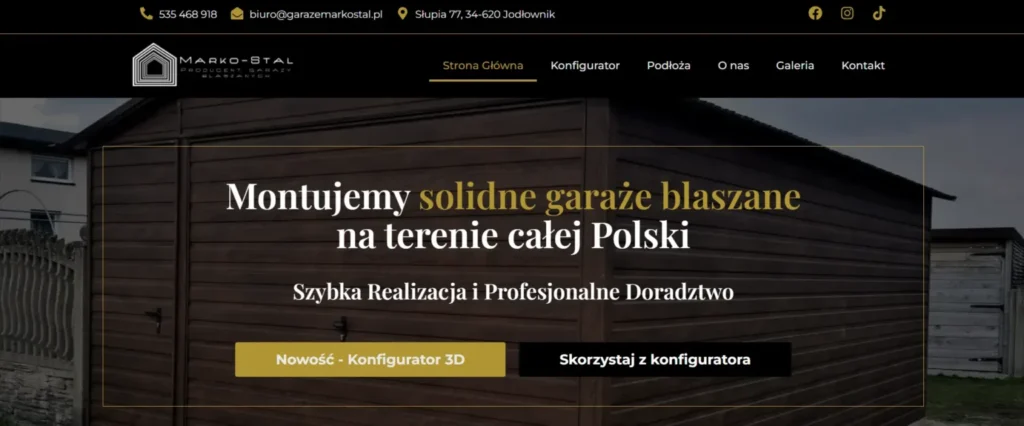 535 468 918
biuro@garazemarkostal.pl
Słupia 77, 34-620 Jodłownik
Marko-Stal
Producent garaży
blaszanych
Strona Główna
Konfigurator
Podłoża
O nas
Galeria
Kontakt
Montujemy solidne garaże blaszane
na terenie całej Polski
Szybka Realizacja i Profesjonalne Doradztwo
Nowość - Konfigurator 3D
Skorzystaj z konfiguratora